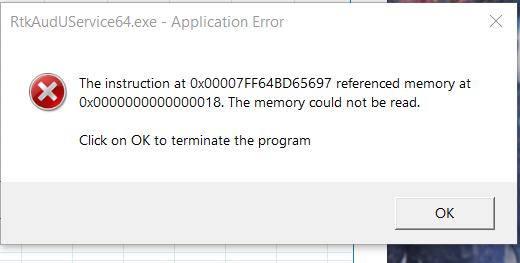 RtkAudUService64.exe - Application Error
The instruction at 0x00007FF64BD65697 referenced memory at
0x0000000000000018. The memory could not be read.
Click on OK to terminate the program
OK